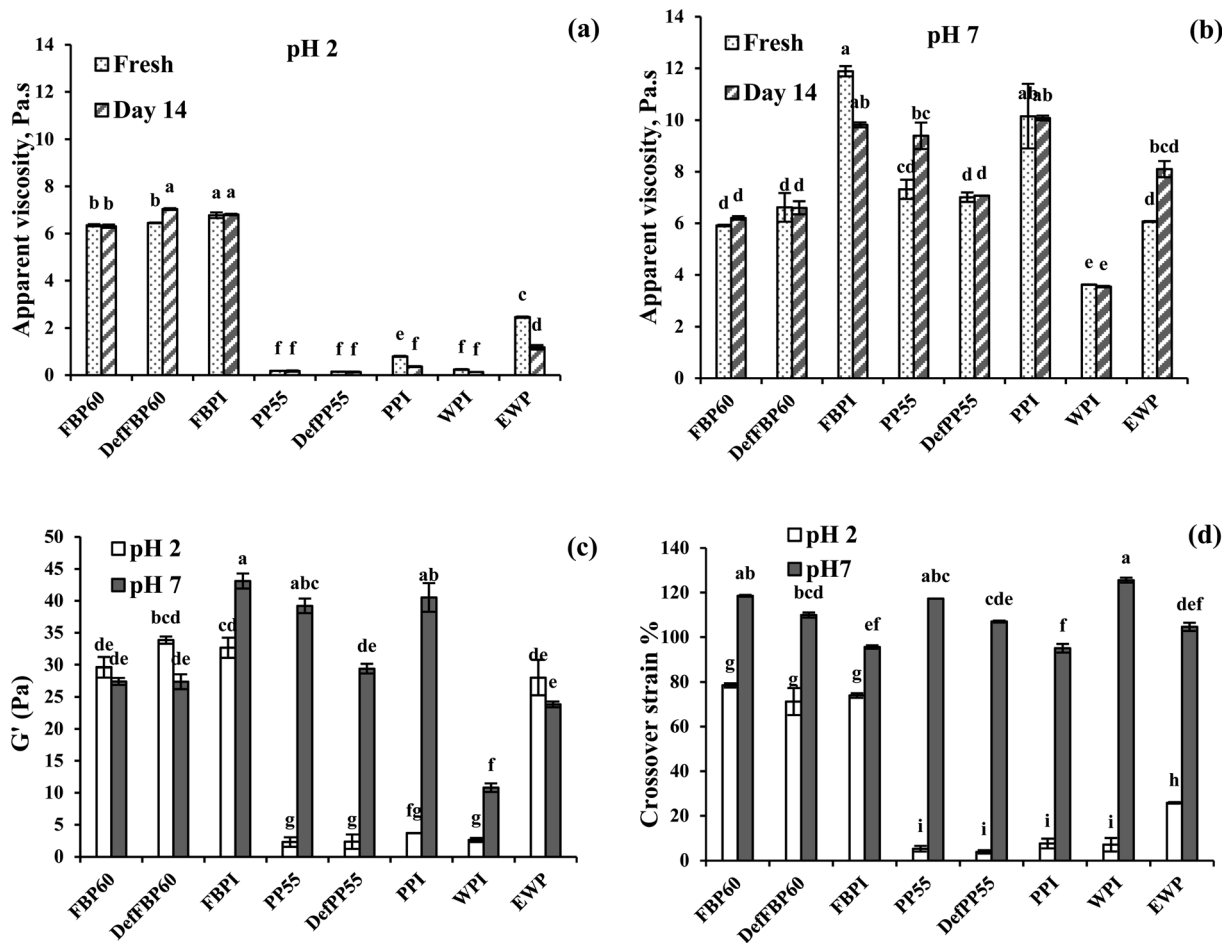 (a)
pH 2
Fresh
Day 14
Apparent viscosity, Pa.s
14
12
10
8
6
4
2
0
b b b a a a f f f f e f f f c d
FBP60 DefFBP60 FBPI PP55 DefPP55 PPI WPI EWP
(b)
pH 7
Fresh
Day 14
Apparent viscosity, Pa.s
14
12
10
8
6
4
2
0
d d d d a ab cd bc d d ab ab e e d bcd
FBP60 DefFBP60 FBPI PP55 DefPP55 PPI WPI EWP
(c)
pH 2
pH 7
G' (Pa)
50
45
40
35
30
25
20
15
10
5
0
de de bcd de cd a g abc g de fg ab g f de e
FBP60 DefFBP60 FBPI PP55 DefPP55 PPI WPI EWP
(d)
pH 2
pH7
Crossover strain %
140
120
100
80
60
40
20
0
g ab g bcd g ef i abc i cde i f i a h def
FBP60 DefFBP60 FBPI PP55 DefPP55 PPI WPI EWP